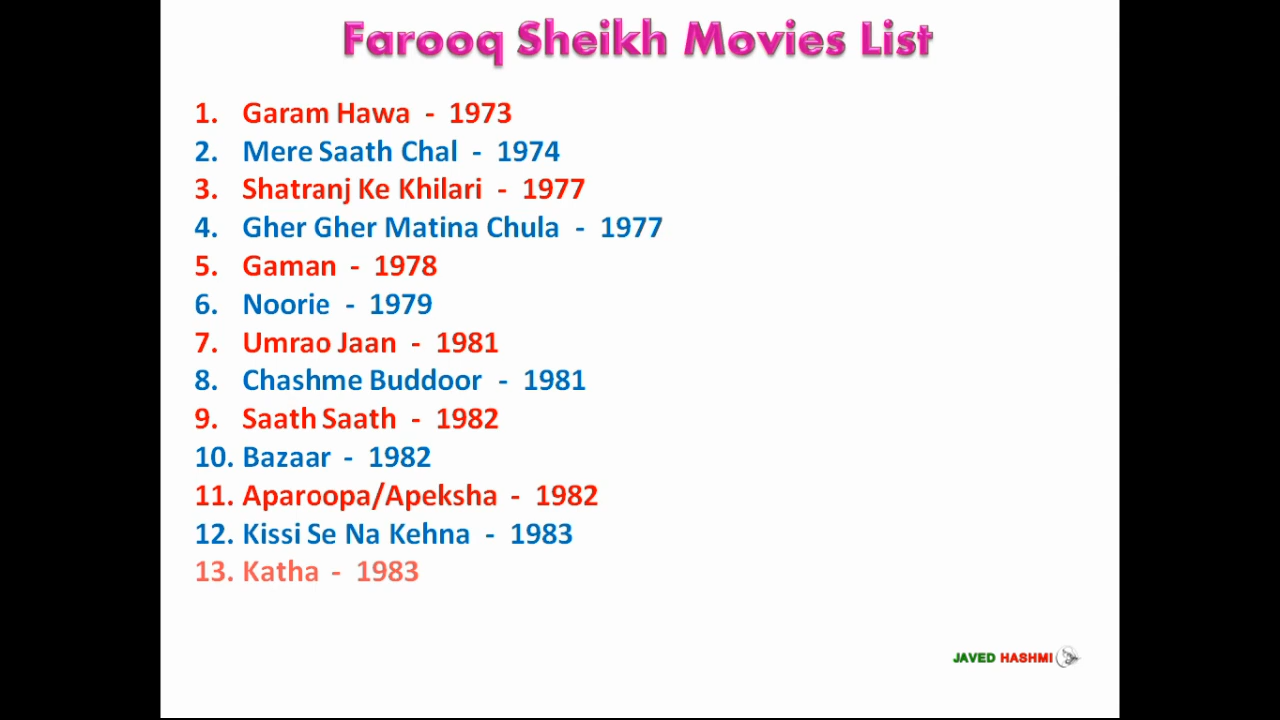 Farooq Sheikh Movies List
1. Garam Hawa - 1973
2. Mere Saath Chal - 1974
3. Shatranj Ke Khilari - 1977
4. Gher Gher Matina Chula - 1977
5. Gaman - 1978
6. Noorie - 1979
7. Umrao Jaan - 1981
8. Chashme Buddoor - 1981
9. Saath Saath - 1982
10. Bazaar - 1982
11. Aparoopa/Apeksha - 1982
12. Kissi Se Na Kehna - 1983
13. Katha - 1983
JAVED HASHMI